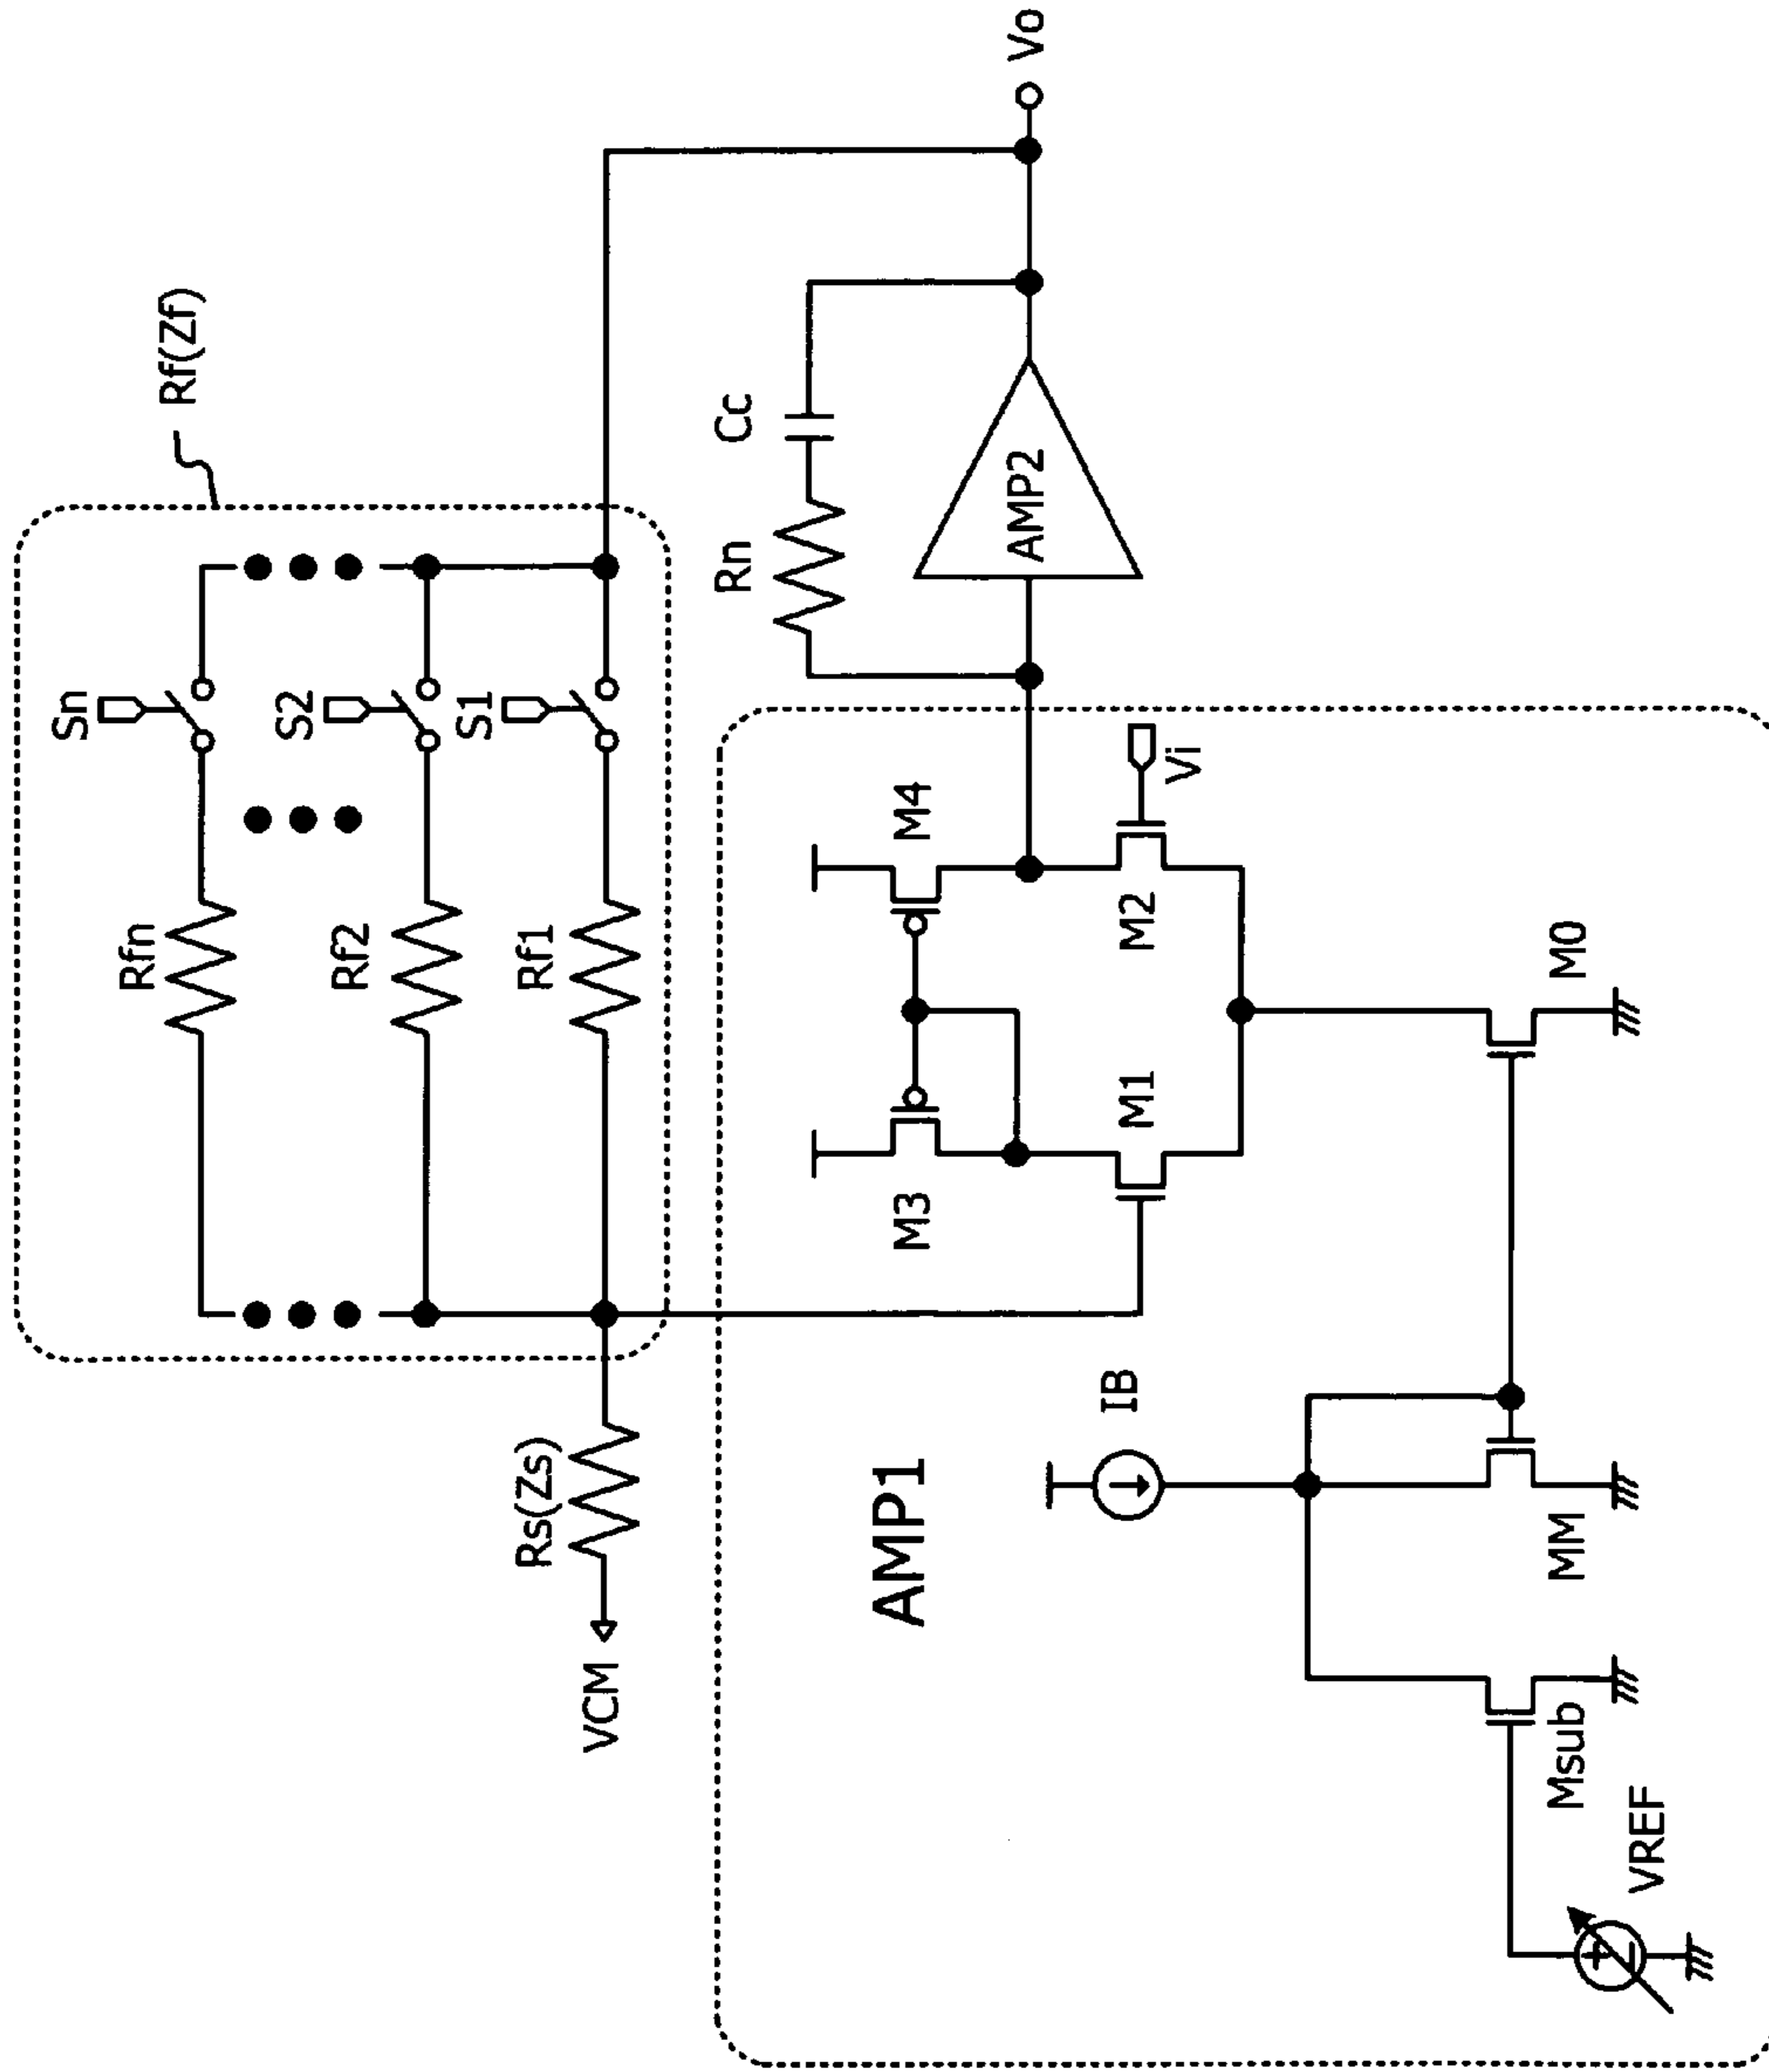 Rf(Zf)
Sn
Rfn
S2
Rf2
S1
Rf1
Rs(Zs)
VCM
Rn
Cc
AMP2
Vo
AMP1
M3
M4
M1
M2
Vi
IB
MM
M0
Msub
VREF
+
-